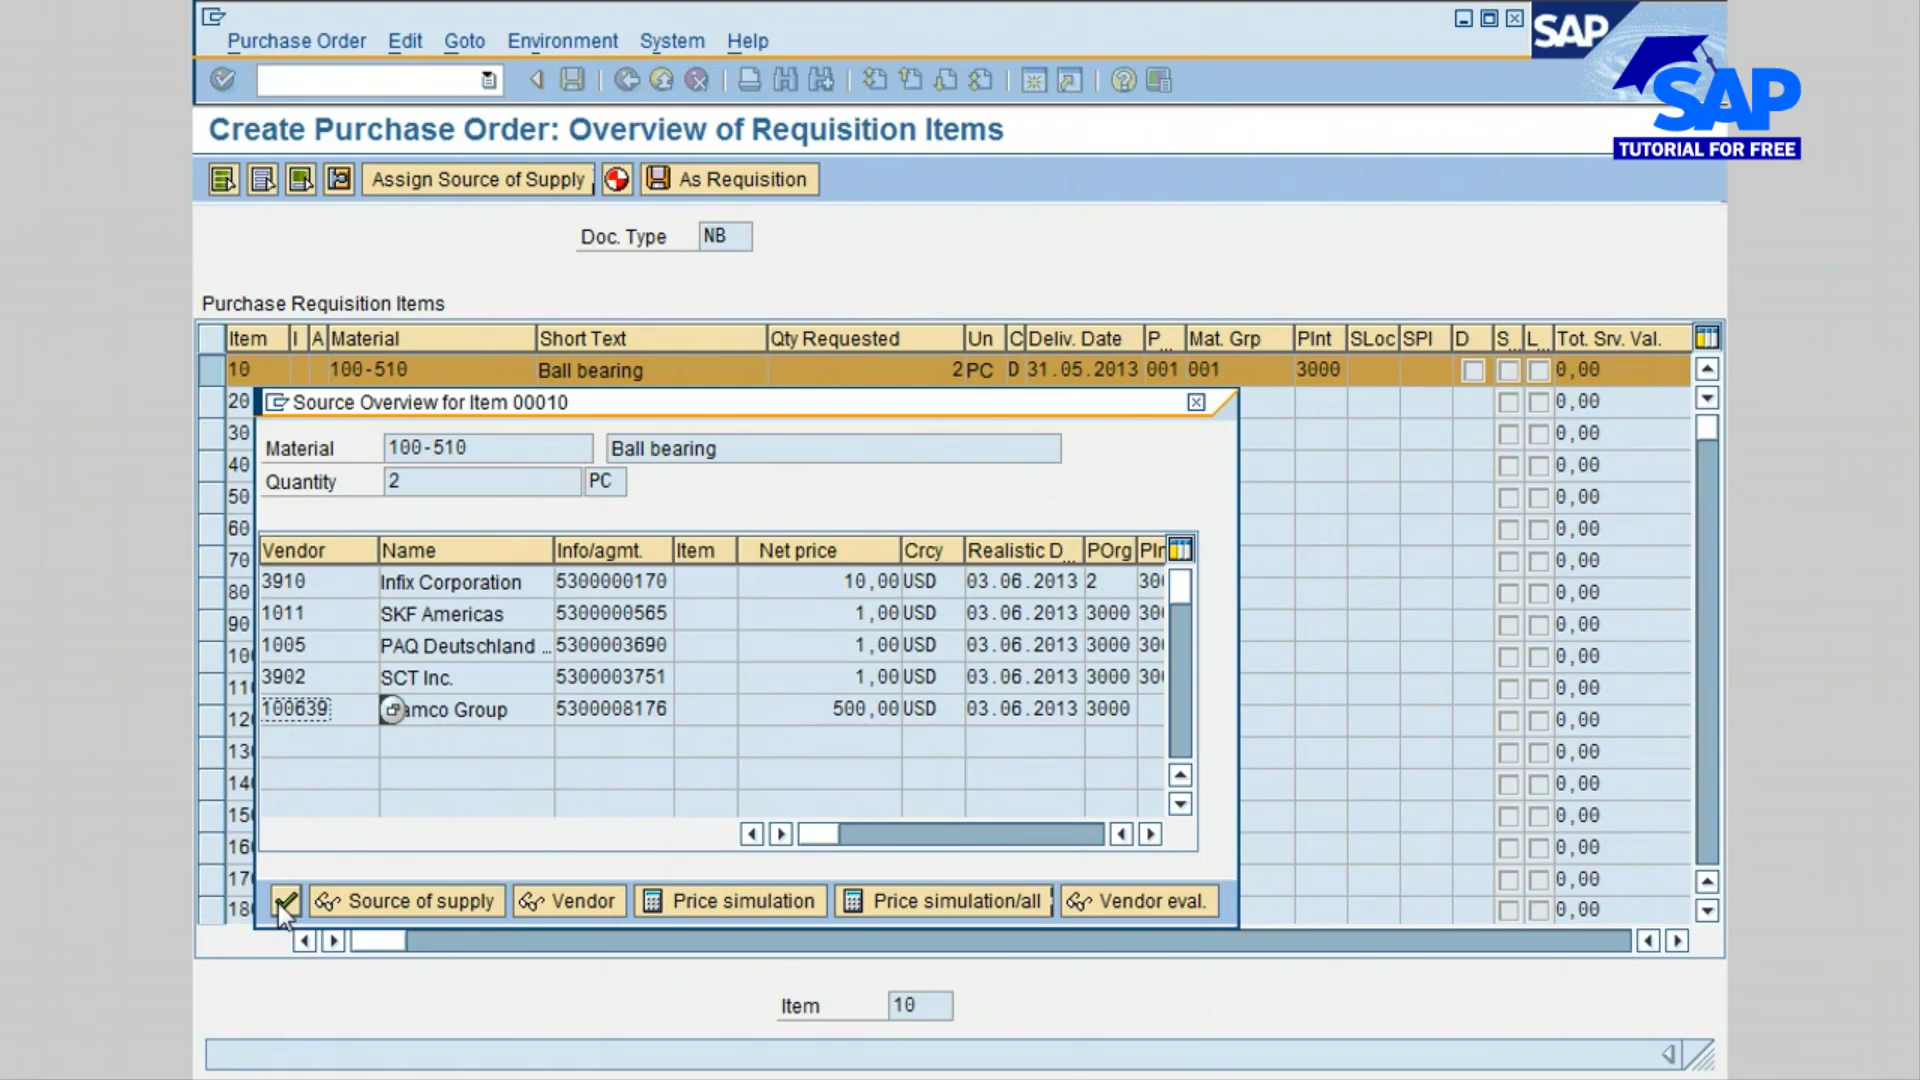 Purchase Order Edit Goto Environment System Help
SAP
SAP
TUTORIAL FOR FREE
Create Purchase Order: Overview of Requisition Items
Assign Source of Supply As Requisition
Doc. Type NB
Purchase Requisition Items
Item I A Material Short Text Qty Requested Un C Deliv. Date P... Mat. Grp Plnt SLoc SPl D S... L... Tot. Srv. Val.
10 100-510 Ball bearing 2 PC D 31.05.2013 001 001 3000 0,00
20 0,00
30 0,00
40 0,00
50 0,00
60 0,00
70 0,00
80 0,00
90 0,00
0,00
0,00
0,00
0,00
0,00
0,00
0,00
0,00
0,00
Source Overview for Item 00010
Material 100-510 Ball bearing
Quantity 2 PC
Vendor Name Info/agmt. Item Net price Crcy Realistic D... POrg
3910 Infix Corporation 5300000170 10,00 USD 03.06.2013 2
1011 SKF Americas 5300000565 1,00 USD 03.06.2013 3000
1005 PAQ Deutschland ... 5300003690 1,00 USD 03.06.2013 3000
3902 SCT Inc. 5300003751 1,00 USD 03.06.2013 3000
100639 Group 5300008176 500,00 USD 03.06.2013 3000
Source of supply Vendor Price simulation Price simulation/all Vendor eval.
Item 10